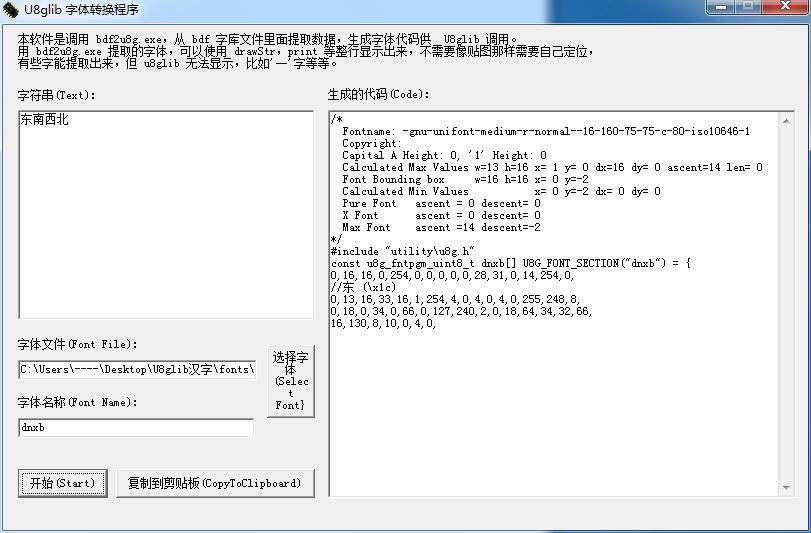 U8glib 字体转换程序
本软件是调用 bdf2u8g.exe，从 bdf 字库文件里面提取数据，生成字体代码供  U8glib 调用。
用 bdf2u8g.exe 提取的字体，可以使用 drawStr，print 等整行显示出来，不需要像贴图那样需要自己定位，
有些字能提取出来，但 u8glib 无法显示，比如'一'字等等。
字符串(Text):
东南西北
字体文件(Font File):
C:\Users\----\Desktop\U8glib汉字\fonts\
选择字
体
(Selec
t
Font}
字体名称(Font Name):
dnxb
开始(Start)
复制到剪贴板(CopyToClipboard)
生成的代码(Code):
/*
  Fontname: -gnu-unifont-medium-r-normal--16-160-75-75-c-80-iso10646-1
  Copyright:
  Capital A Height: 0, '1' Height: 0
  Calculated Max Values w=13 h=16 x= 1 y= 0 dx=16 dy= 0 ascent=14 len= 0
  Font Bounding box     w=16 h=16 x= 0 y=-2
  Calculated Min Values           x= 0 y=-2 dx= 0 dy= 0
  Pure Font   ascent = 0 descent= 0
  X Font      ascent = 0 descent= 0
  Max Font    ascent =14 descent=-2
*/
#include "utility\u8g.h"
const u8g_fntpgm_uint8_t dnxb[] U8G_FONT_SECTION("dnxb") = {
0,16,16,0,254,0,0,0,0,0,28,31,0,14,254,0,
//东 (\x1c)
0,13,16,33,16,1,254,4,0,4,0,4,0,255,248,8,
0,18,0,34,0,66,0,127,240,2,0,18,64,34,32,66,
16,130,8,10,0,4,0,